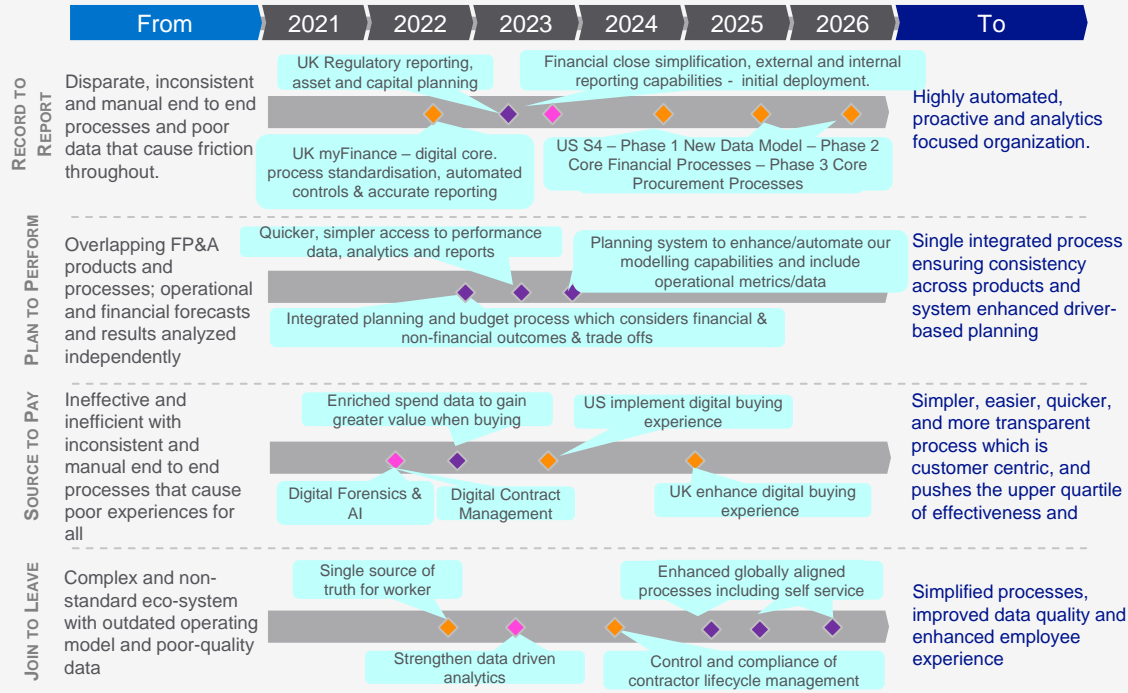 From
2021
2022
2023
2024
2025
2026
To
RECORD TO
REPORT
Disparate, inconsistent
and manual end to end
processes and poor
data that cause friction
throughout.
UK Regulatory reporting,
asset and capital planning
Financial close simplification, external and internal
reporting capabilities - initial deployment.
UK myFinance – digital core.
process standardisation, automated
controls & accurate reporting
US S4 – Phase 1 New Data Model – Phase 2
Core Financial Processes – Phase 3 Core
Procurement Processes
Highly automated,
proactive and analytics
focused organization.
PLAN TO PERFORM
Overlapping FP&A
products and
processes; operational
and financial forecasts
and results analyzed
independently
Quicker, simpler access to performance
data, analytics and reports
Planning system to enhance/automate our
modelling capabilities and include
operational metrics/data
Integrated planning and budget process which considers financial &
non-financial outcomes & trade offs
Single integrated process
ensuring consistency
across products and
system enhanced driver-
based planning
SOURCE TO PAY
Ineffective and
inefficient with
inconsistent and
manual end to end
processes that cause
poor experiences for
all
Enriched spend data to gain
greater value when buying
US implement digital buying
experience
Digital Forensics &
AI
Digital Contract
Management
UK enhance digital buying
experience
Simpler, easier, quicker,
and more transparent
process which is
customer centric, and
pushes the upper quartile
of effectiveness and
JOIN TO LEAVE
Complex and non-
standard eco-system
with outdated operating
model and poor-quality
data
Single source of
truth for worker
Enhanced globally aligned
processes including self service
Strengthen data driven
analytics
Control and compliance of
contractor lifecycle management
Simplified processes,
improved data quality and
enhanced employee
experience